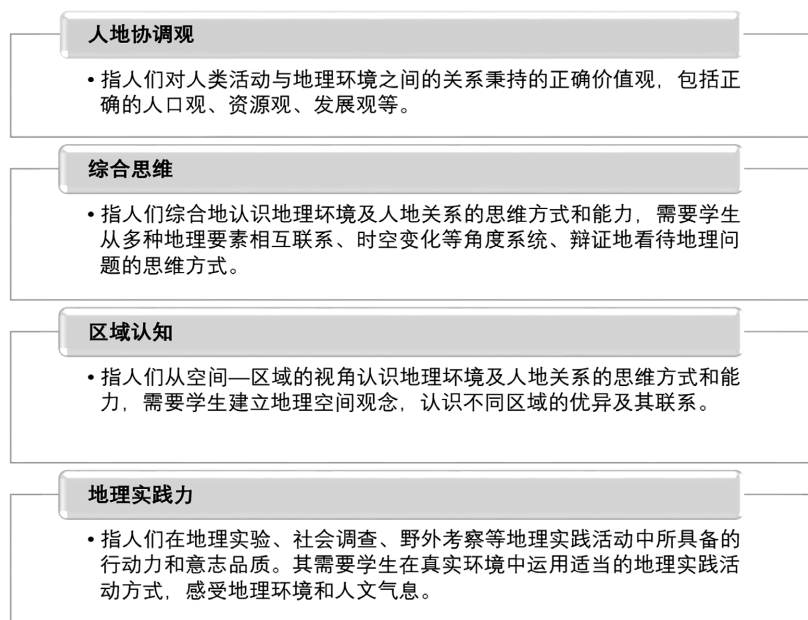 人地协调观
• 指人们对人类活动与地理环境之间的关系秉持的正确价值观，包括正
确的人口观、资源观、发展观等。
综合思维
• 指人们综合地认识地理环境及人地关系的思维方式和能力，需要学生
从多种地理要素相互联系、时空变化等角度系统、辩证地看待地理问
题的思维方式。
区域认知
• 指人们从空间—区域的视角认识地理环境及人地关系的思维方式和能
力，需要学生建立地理空间观念，认识不同区域的优异及其联系。
地理实践力
• 指人们在地理实验、社会调查、野外考察等地理实践活动中所具备的
行动力和意志品质。其需要学生在真实环境中运用适当的地理实践活
动方式，感受地理环境和人文气息。